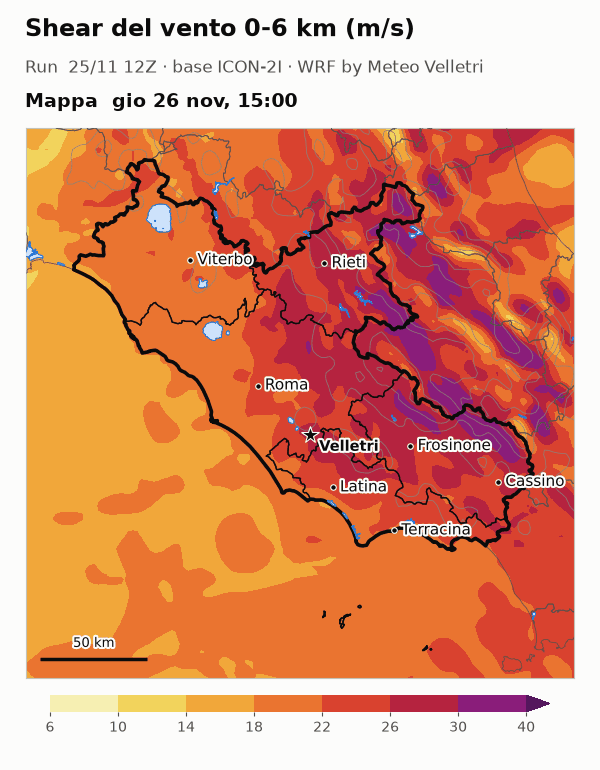 Shear del vento 0-6 km (m/s)
Run  25/11 12Z · base ICON-2I · WRF by Meteo Velletri
Mappa  gio 26 nov, 15:00
Viterbo
Rieti
Roma
Velletri
Frosinone
Cassino
Latina
Terracina
50 km
6 10 14 18 22 26 30 40